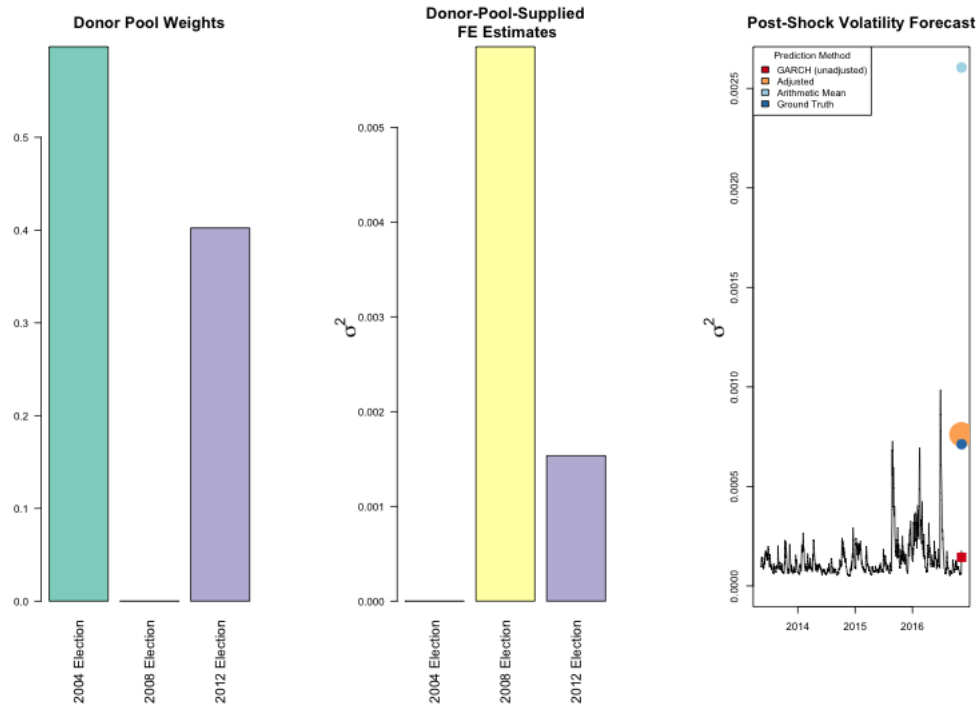 Donor Pool Weights
0.5
0.4
0.3
0.2
0.1
0.0
2004 Election
2008 Election
2012 Election
Donor-Pool-Supplied
FE Estimates
σ²
0.005
0.004
0.003
0.002
0.001
0.000
2004 Election
2008 Election
2012 Election
Post-Shock Volatility Forecast
Prediction Method
GARCH (unadjusted)
Adjusted
Arithmetic Mean
Ground Truth
σ²
0.0025
0.0020
0.0015
0.0010
0.0005
0.0000
2014
2015
2016